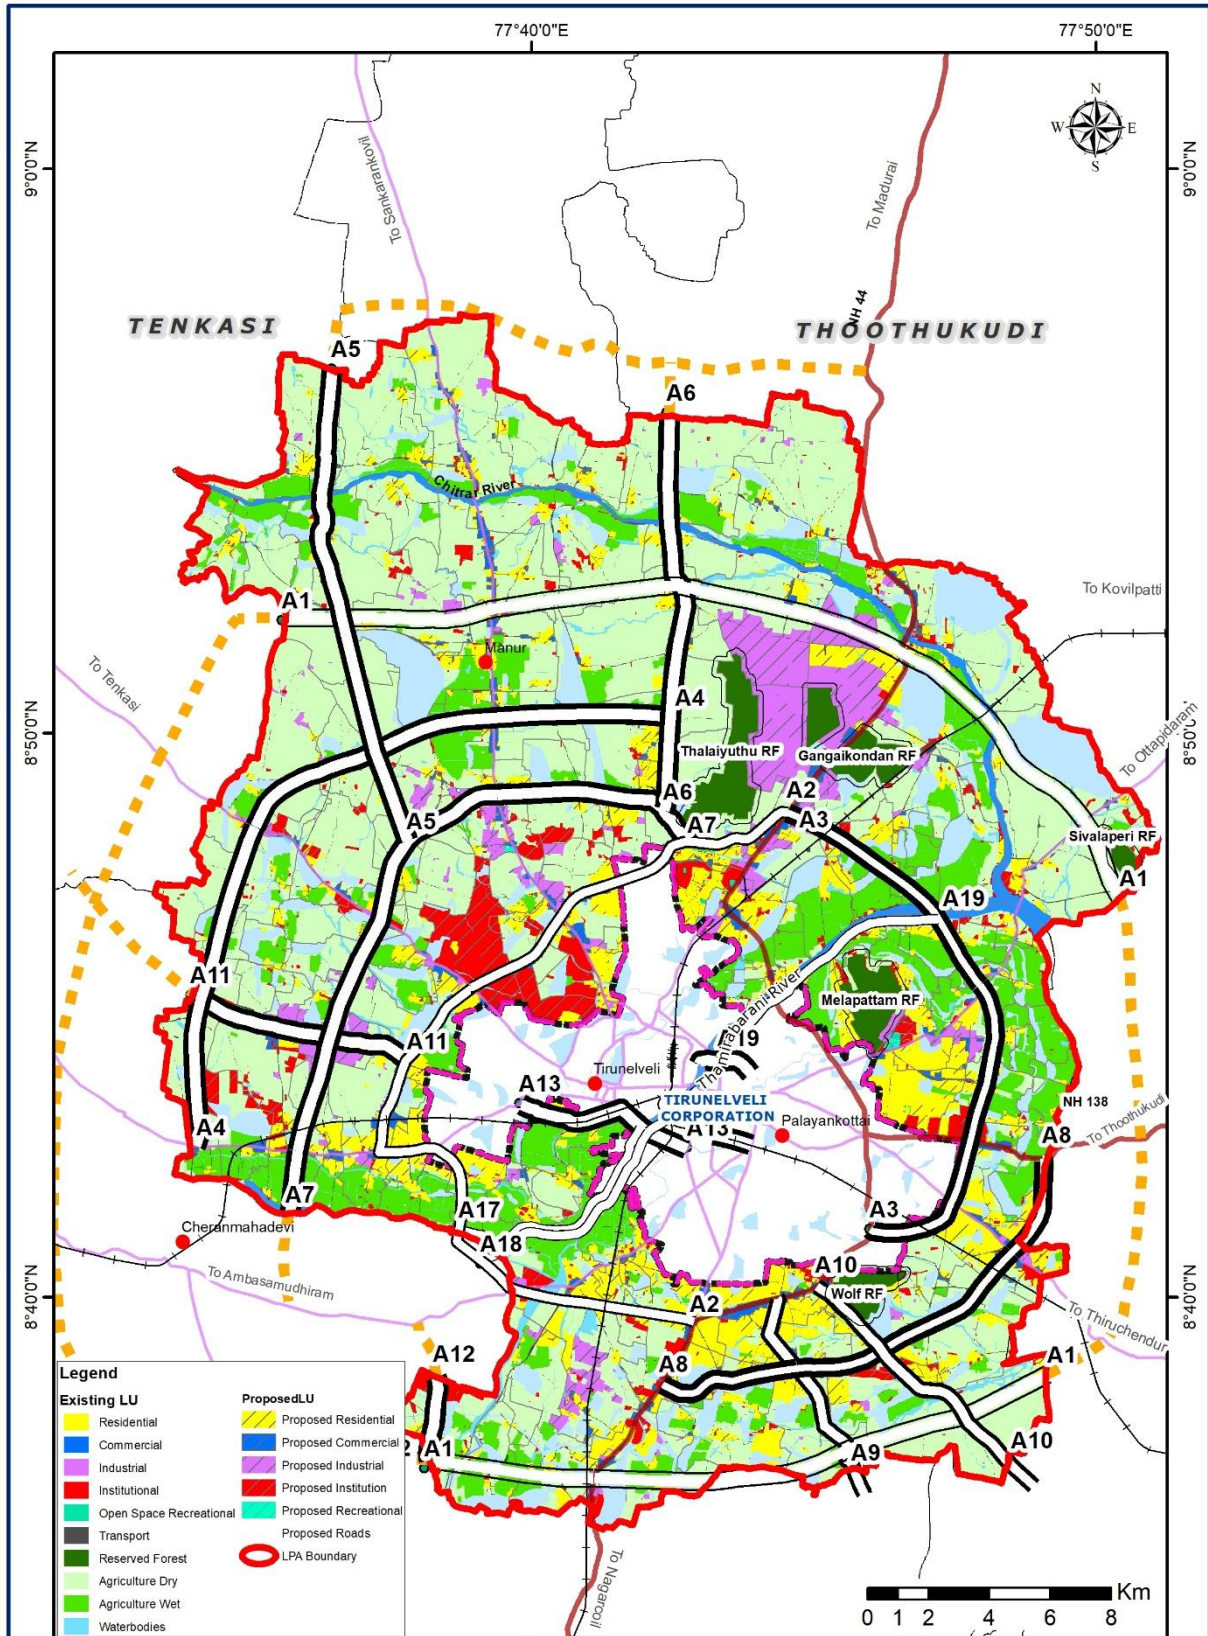 77°40'0"E
77°50'0"E
N
W
E
S
9°0'0"N
9°0'0"N
To Sankarankovil
To Madurai
NH 44
TENKASI
THOOTHUKUDI
A5
A6
Chitrar River
To Kovilpatti
A1
Manur
To Tenkasi
A4
8°50'0"N
Thalaiyuthu RF
Gangaikondan RF
To Ottapidaram
A6
A2
A5
A7
A3
Sivalaperi RF
A1
A19
A11
Melapattam RF
Thamirabarani River
A11
A19
Tirunelveli
A13
TIRUNELVELI
CORPORATION
NH 138
A4
Palayankottai
A13
A8
To Thoothukudi
A7
A17
A3
Cheranmahadevi
A18
To Ambasamudhiram
A10
Wolf RF
8°40'0"N
8°40'0"N
A2
To Thiruchendur
A12
A8
A1
A1
A9
A10
To Nagarcoil
Legend
Existing LU
Residential
Commercial
Industrial
Institutional
Open Space Recreational
Transport
Reserved Forest
Agriculture Dry
Agriculture Wet
Waterbodies
ProposedLU
Proposed Residential
Proposed Commercial
Proposed Industrial
Proposed Institution
Proposed Recreational
Proposed Roads
LPA Boundary
Km
0 1 2 4 6 8